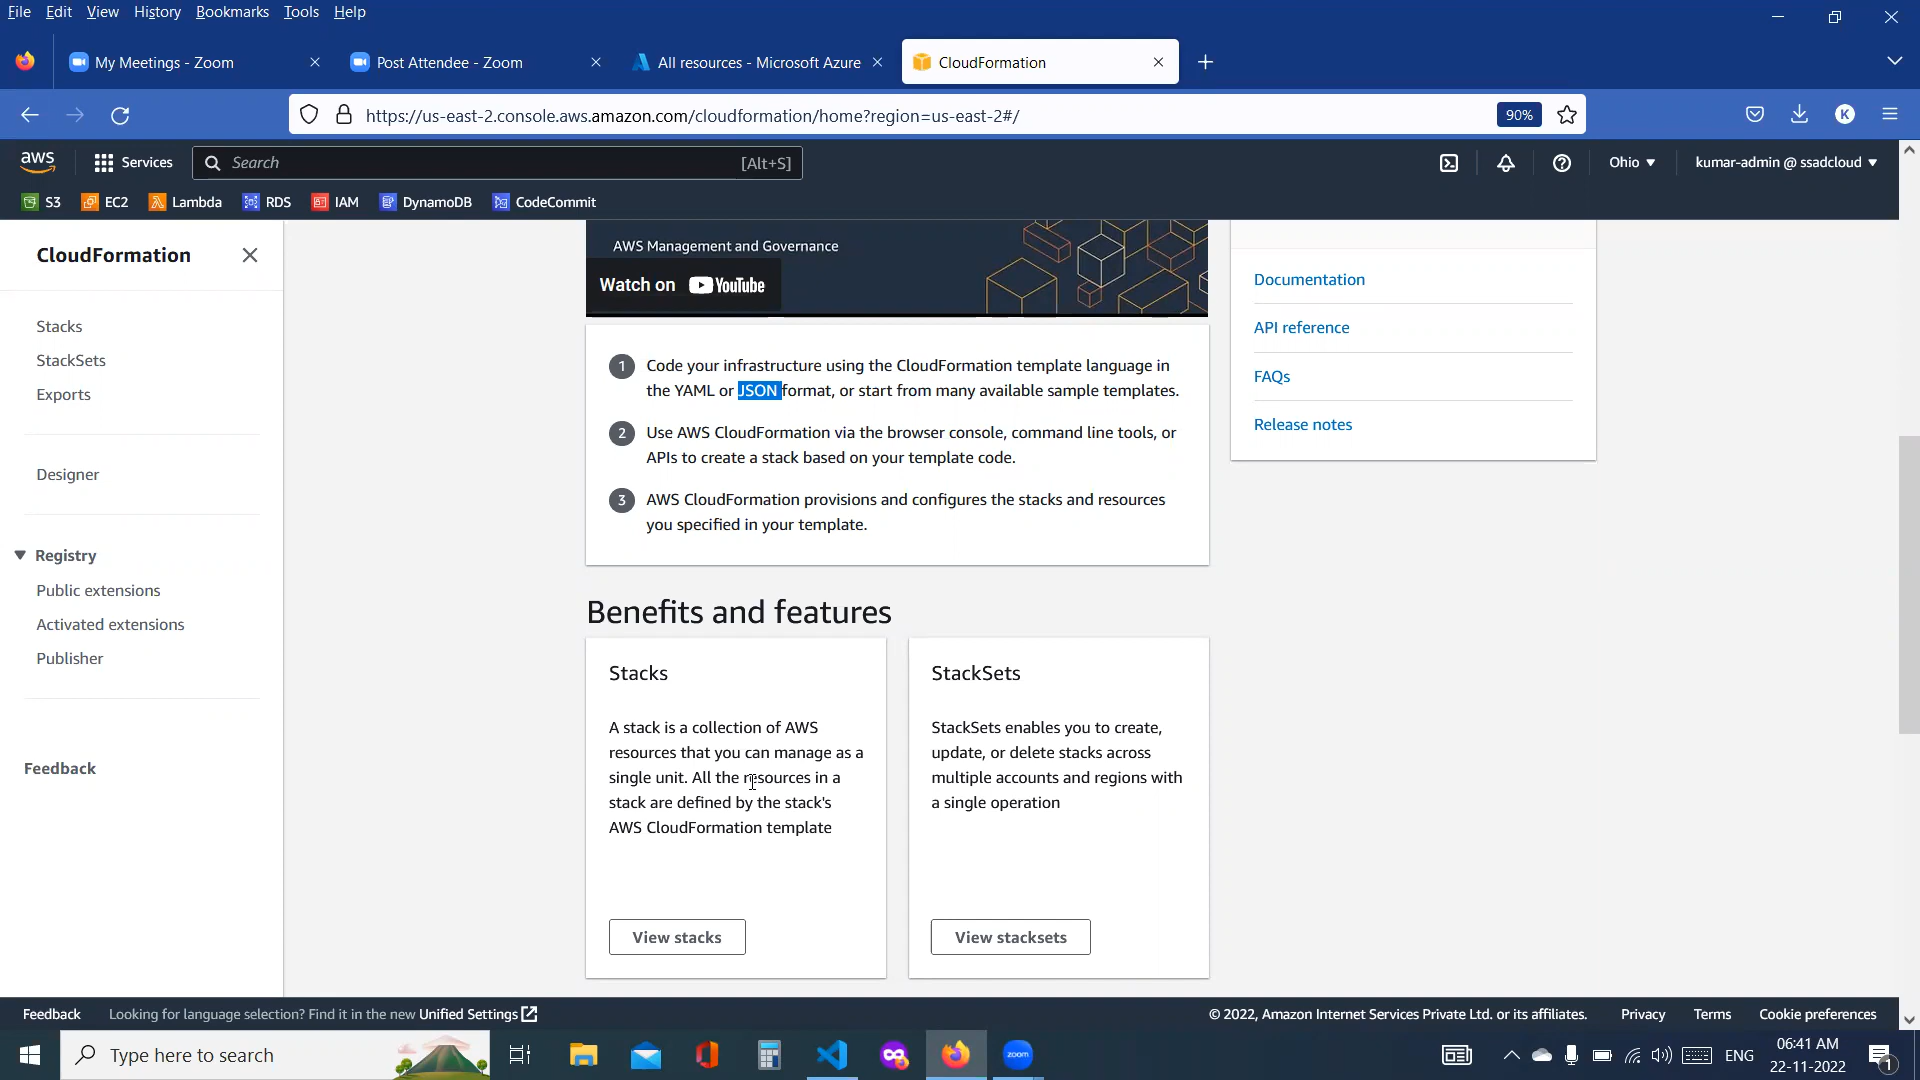 File Edit View History Bookmarks Tools Help
My Meetings - Zoom
Post Attendee - Zoom
All resources - Microsoft Azure
CloudFormation
https://us-east-2.console.aws.amazon.com/cloudformation/home?region=us-east-2#/
90%
K
aws
Services
Search
[Alt+S]
Ohio
kumar-admin @ ssadcloud
S3
EC2
Lambda
RDS
IAM
DynamoDB
CodeCommit
CloudFormation
Stacks
StackSets
Exports
Designer
Registry
Public extensions
Activated extensions
Publisher
Feedback
AWS Management and Governance
Watch on YouTube
1 Code your infrastructure using the CloudFormation template language in
the YAML or JSON format, or start from many available sample templates.
2 Use AWS CloudFormation via the browser console, command line tools, or
APIs to create a stack based on your template code.
3 AWS CloudFormation provisions and configures the stacks and resources
you specified in your template.
Benefits and features
Stacks
A stack is a collection of AWS
resources that you can manage as a
single unit. All the resources in a
stack are defined by the stack's
AWS CloudFormation template
View stacks
StackSets
StackSets enables you to create,
update, or delete stacks across
multiple accounts and regions with
a single operation
View stacksets
Documentation
API reference
FAQs
Release notes
Feedback
Looking for language selection? Find it in the new Unified Settings
© 2022, Amazon Internet Services Private Ltd. or its affiliates.
Privacy
Terms
Cookie preferences
Type here to search
zoom
ENG
06:41 AM
22-11-2022
1